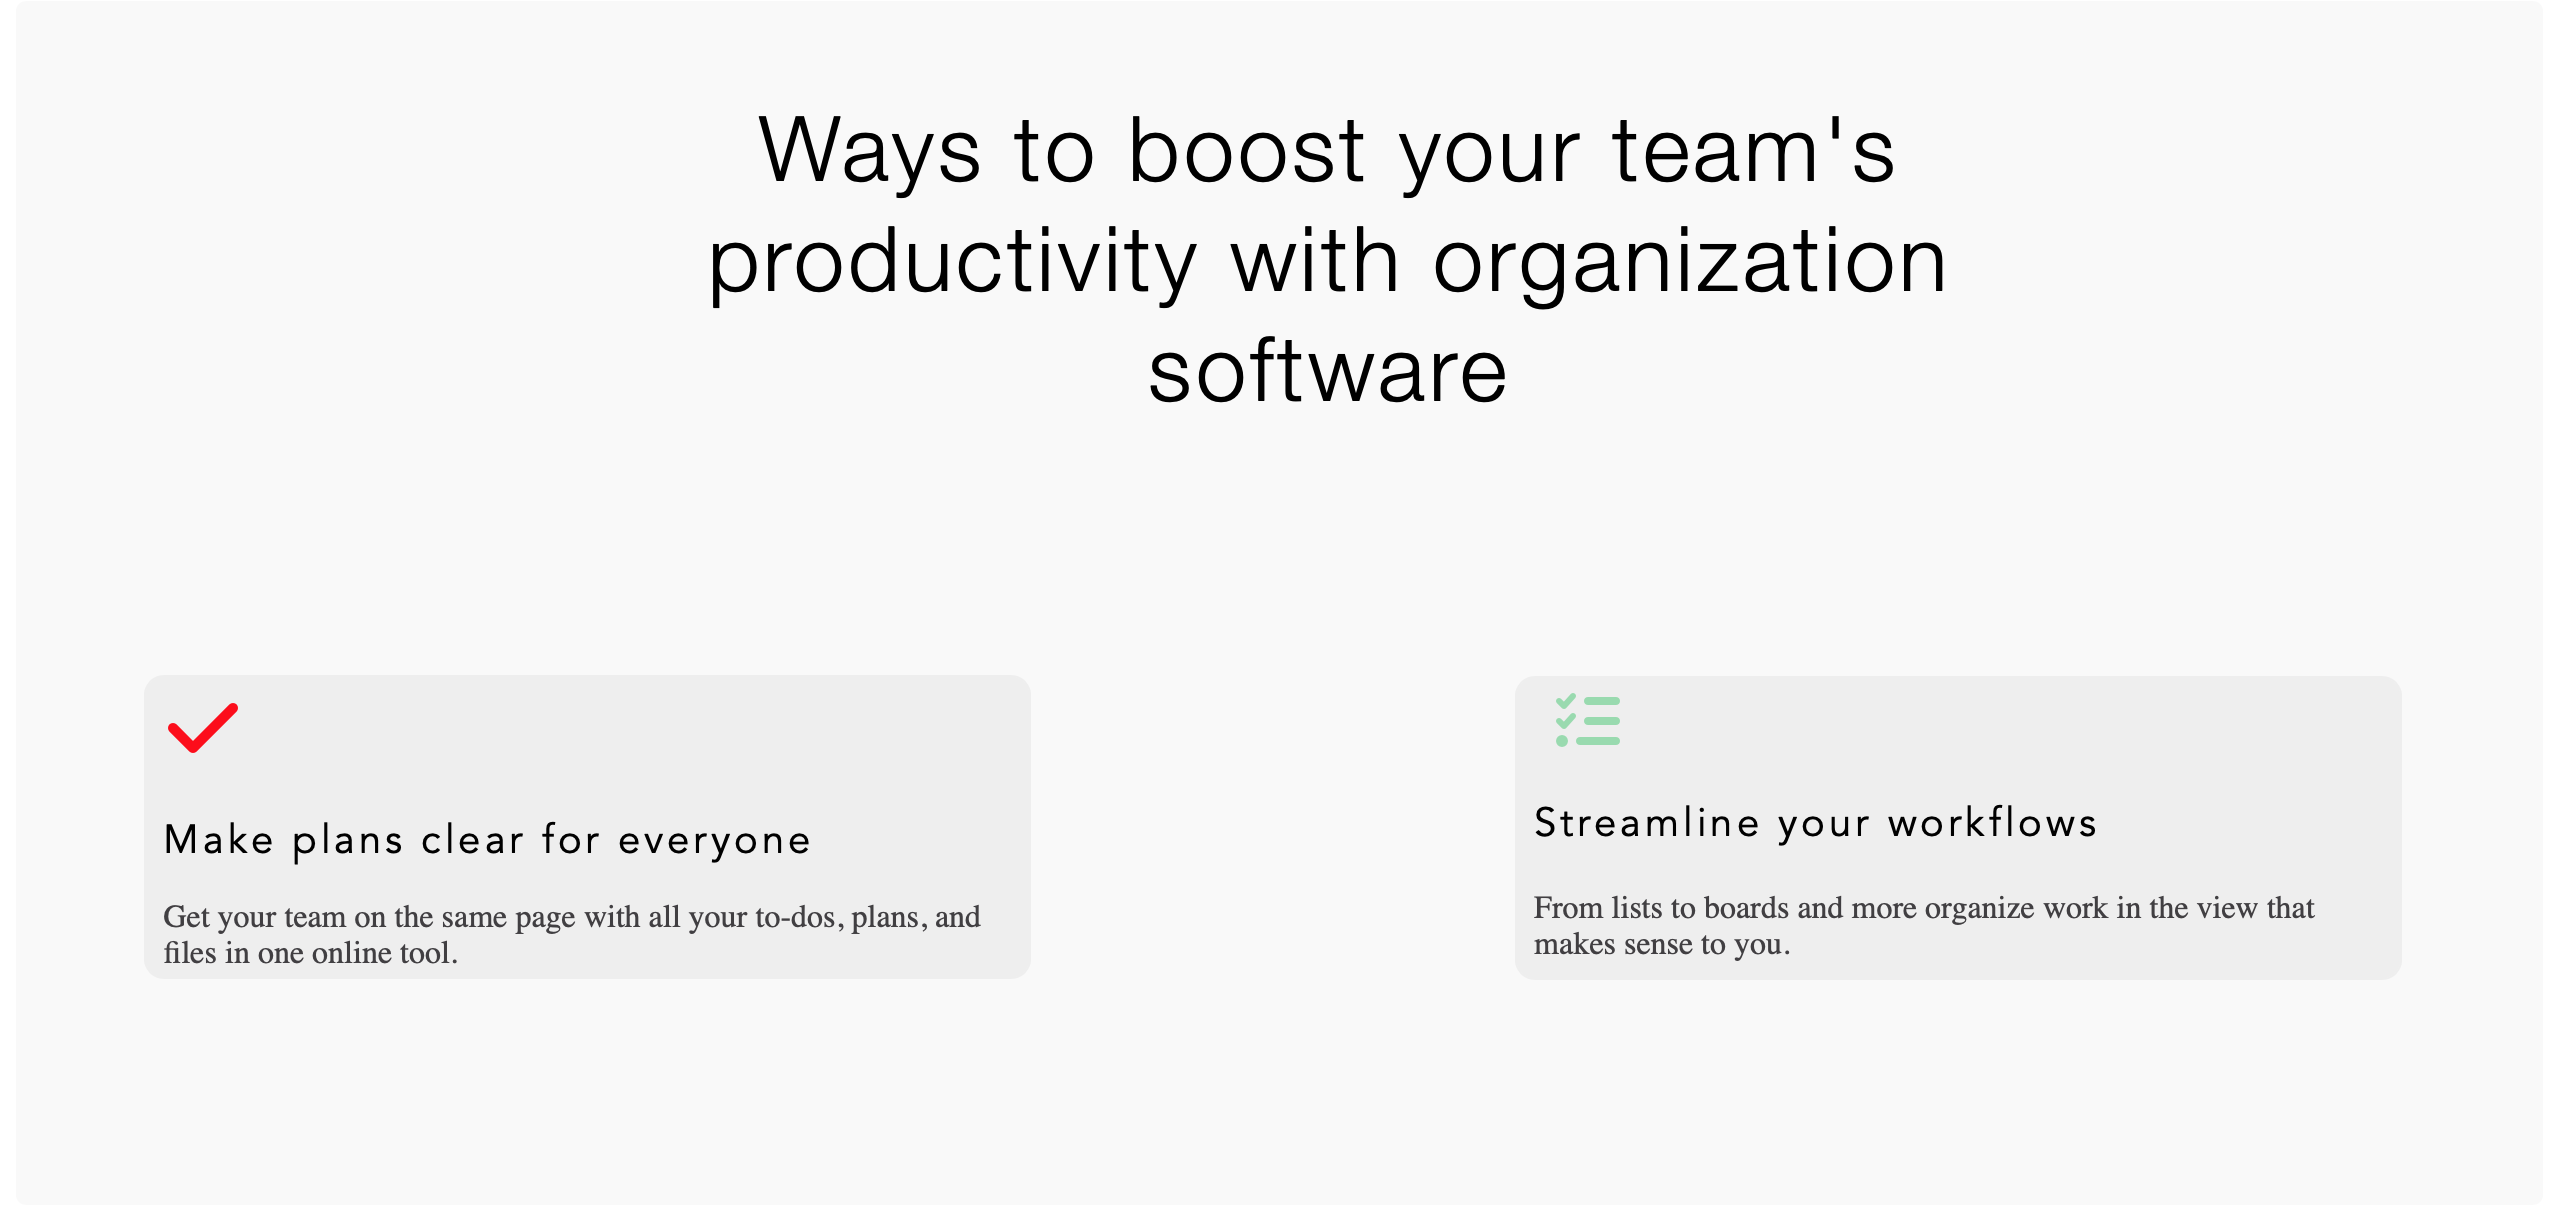 Ways to boost your team's
productivity with organization
software
Make plans clear for everyone
Get your team on the same page with all your to-dos, plans, and
files in one online tool.
Streamline your workflows
From lists to boards and more organize work in the view that
makes sense to you.